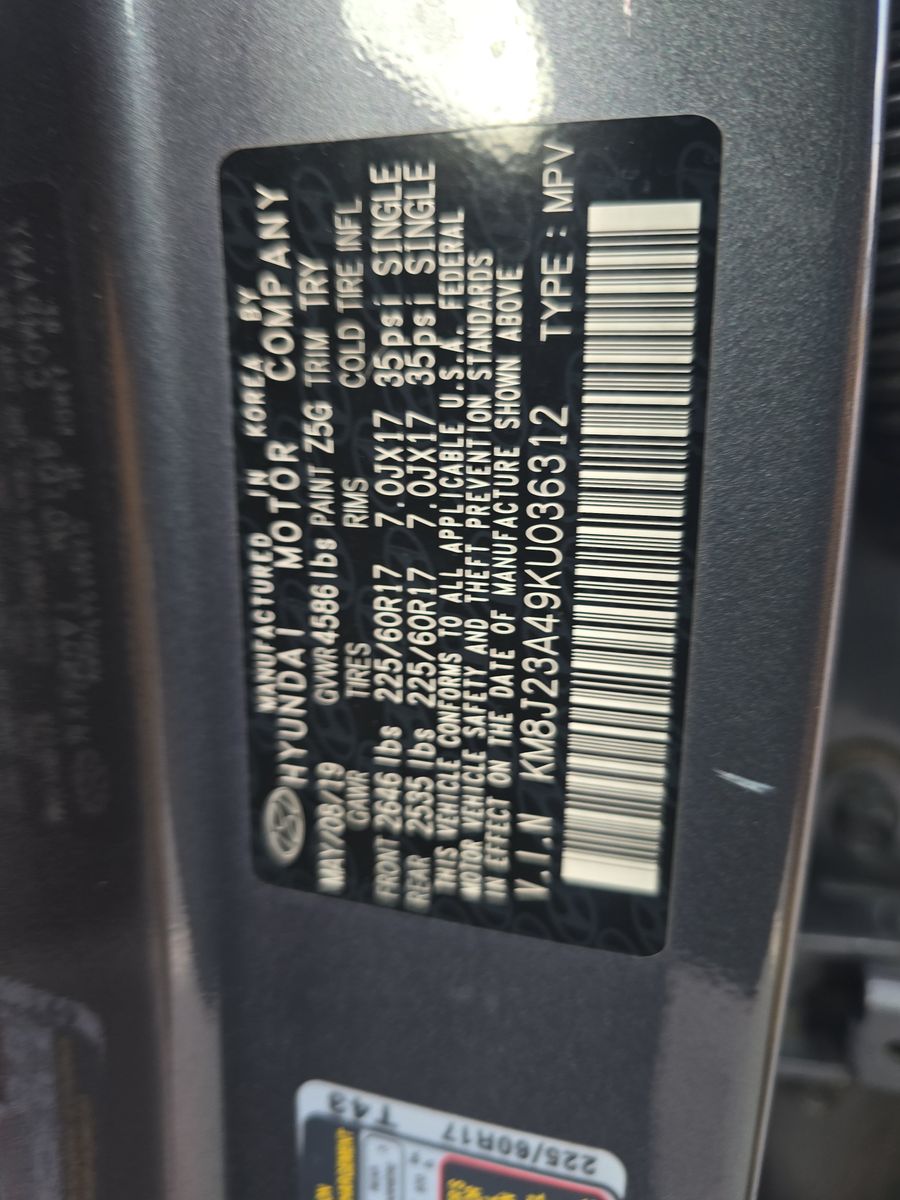 MANUFACTURED IN KOREA BY
HYUNDAI MOTOR COMPANY
MAY/08/19 GVWR 4586 lbs PAINT Z5G TRIM TRY
GAWR TIRES RIMS COLD TIRE INFL
FRONT 2646 lbs 225/60R17 7.0JX17 35psi SINGLE
REAR 2535 lbs 225/60R17 7.0JX17 35psi SINGLE
THIS VEHICLE CONFORMS TO ALL APPLICABLE U.S.A. FEDERAL
MOTOR VEHICLE SAFETY AND THEFT PREVENTION STANDARDS
IN EFFECT ON THE DATE OF MANUFACTURE SHOWN ABOVE
V.I.N KM8J23A49KU036312 TYPE : MPV
225/60R17
T43